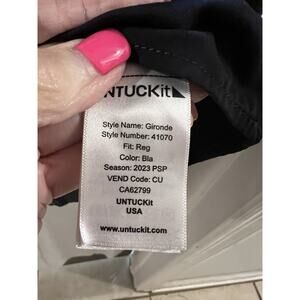 UNTUCKit
Style Name: Gironde
Style Number: 41070
Fit: Reg
Color: Bla
Season: 2023 PSP
VEND Code: CU
CA62799
UNTUCKit
USA
www.untuckit.com